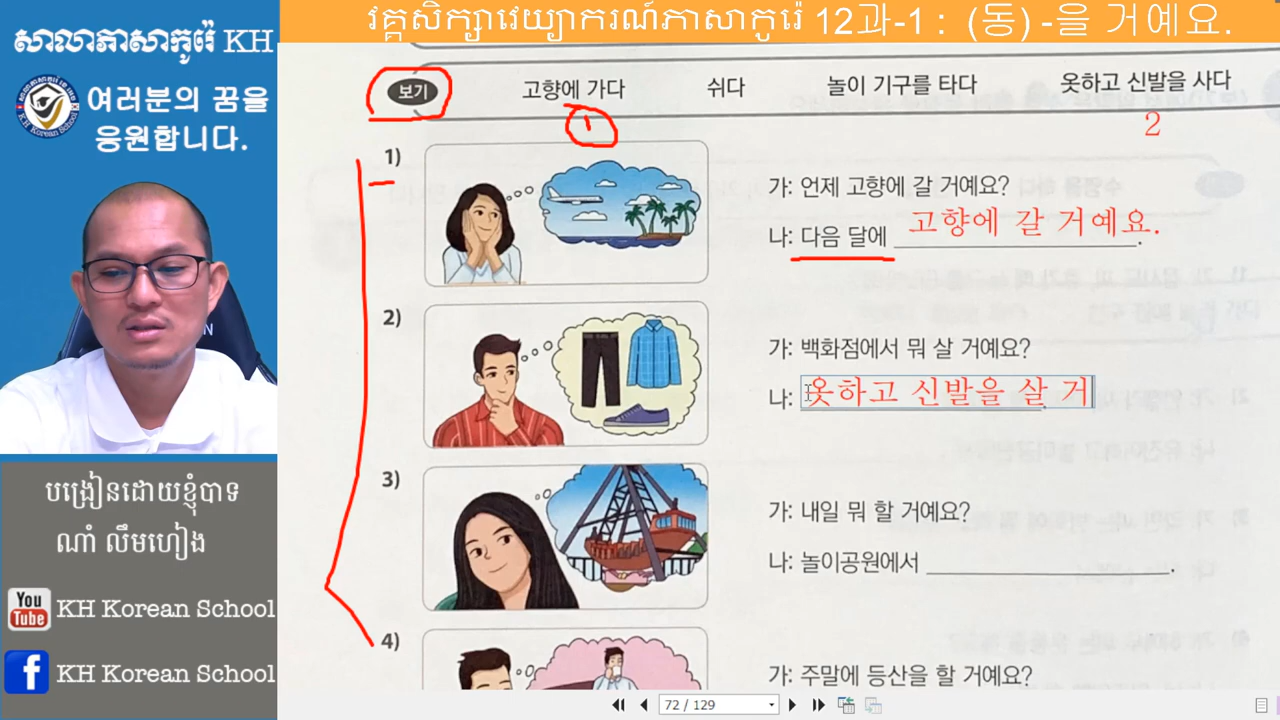 វគ្គសិក្សាវេយ្យាករណ៍ភាសាកូរ៉េ 12과-1 : (동) -을 거예요.
សាលាភាសាកូរ៉េ KH
여러분의 꿈을
응원합니다.
보기 고향에 가다 쉬다 놀이 기구를 타다 옷하고 신발을 사다
1
2
1)
가: 언제 고향에 갈 거예요?
나: 다음 달에 고향에 갈 거예요.
2)
가: 백화점에서 뭐 살 거예요?
나: 옷하고 신발을 살 거
3)
가: 내일 뭐 할 거예요?
나: 놀이공원에서 .
4)
가: 주말에 등산을 할 거예요?
បង្រៀនដោយខ្ញុំបាទ
ណាំ លឹមហៀង
You Tube KH Korean School
f KH Korean School
72 / 129